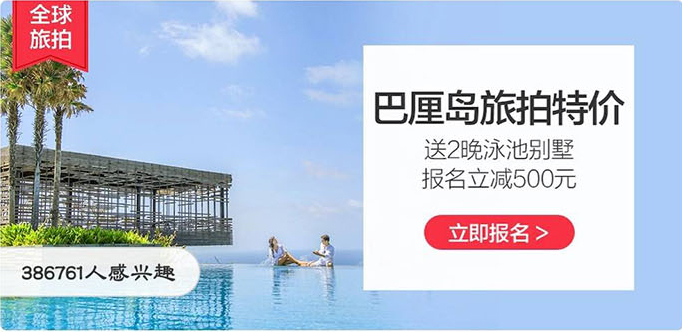 全球
旅拍
巴厘岛旅拍特价
送2晚泳池别墅
报名立减500元
立即报名 >
386761人感兴趣